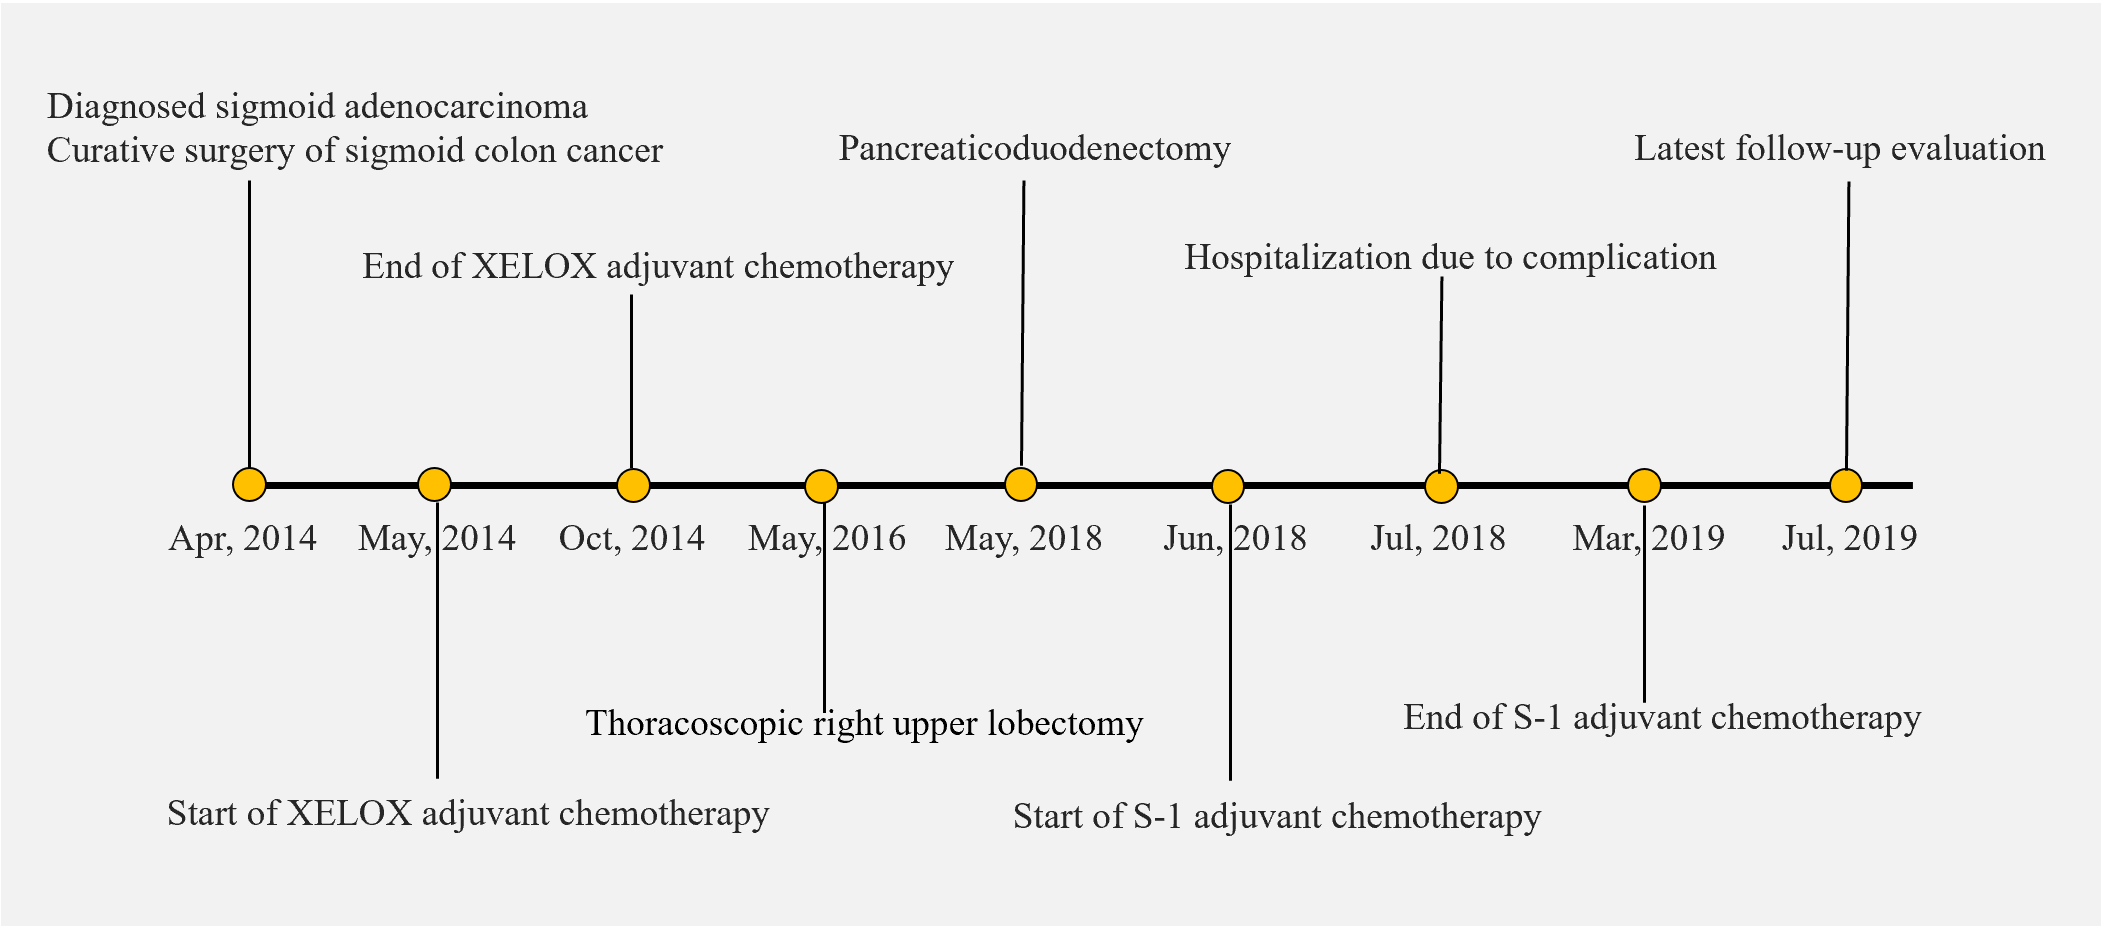 Diagnosed sigmoid adenocarcinoma
Curative surgery of sigmoid colon cancer
Pancreaticoduodenectomy
Latest follow-up evaluation
End of XELOX adjuvant chemotherapy
Hospitalization due to complication
Apr, 2014
May, 2014
Oct, 2014
May, 2016
May, 2018
Jun, 2018
Jul, 2018
Mar, 2019
Jul, 2019
Thoracoscopic right upper lobectomy
End of S-1 adjuvant chemotherapy
Start of XELOX adjuvant chemotherapy
Start of S-1 adjuvant chemotherapy